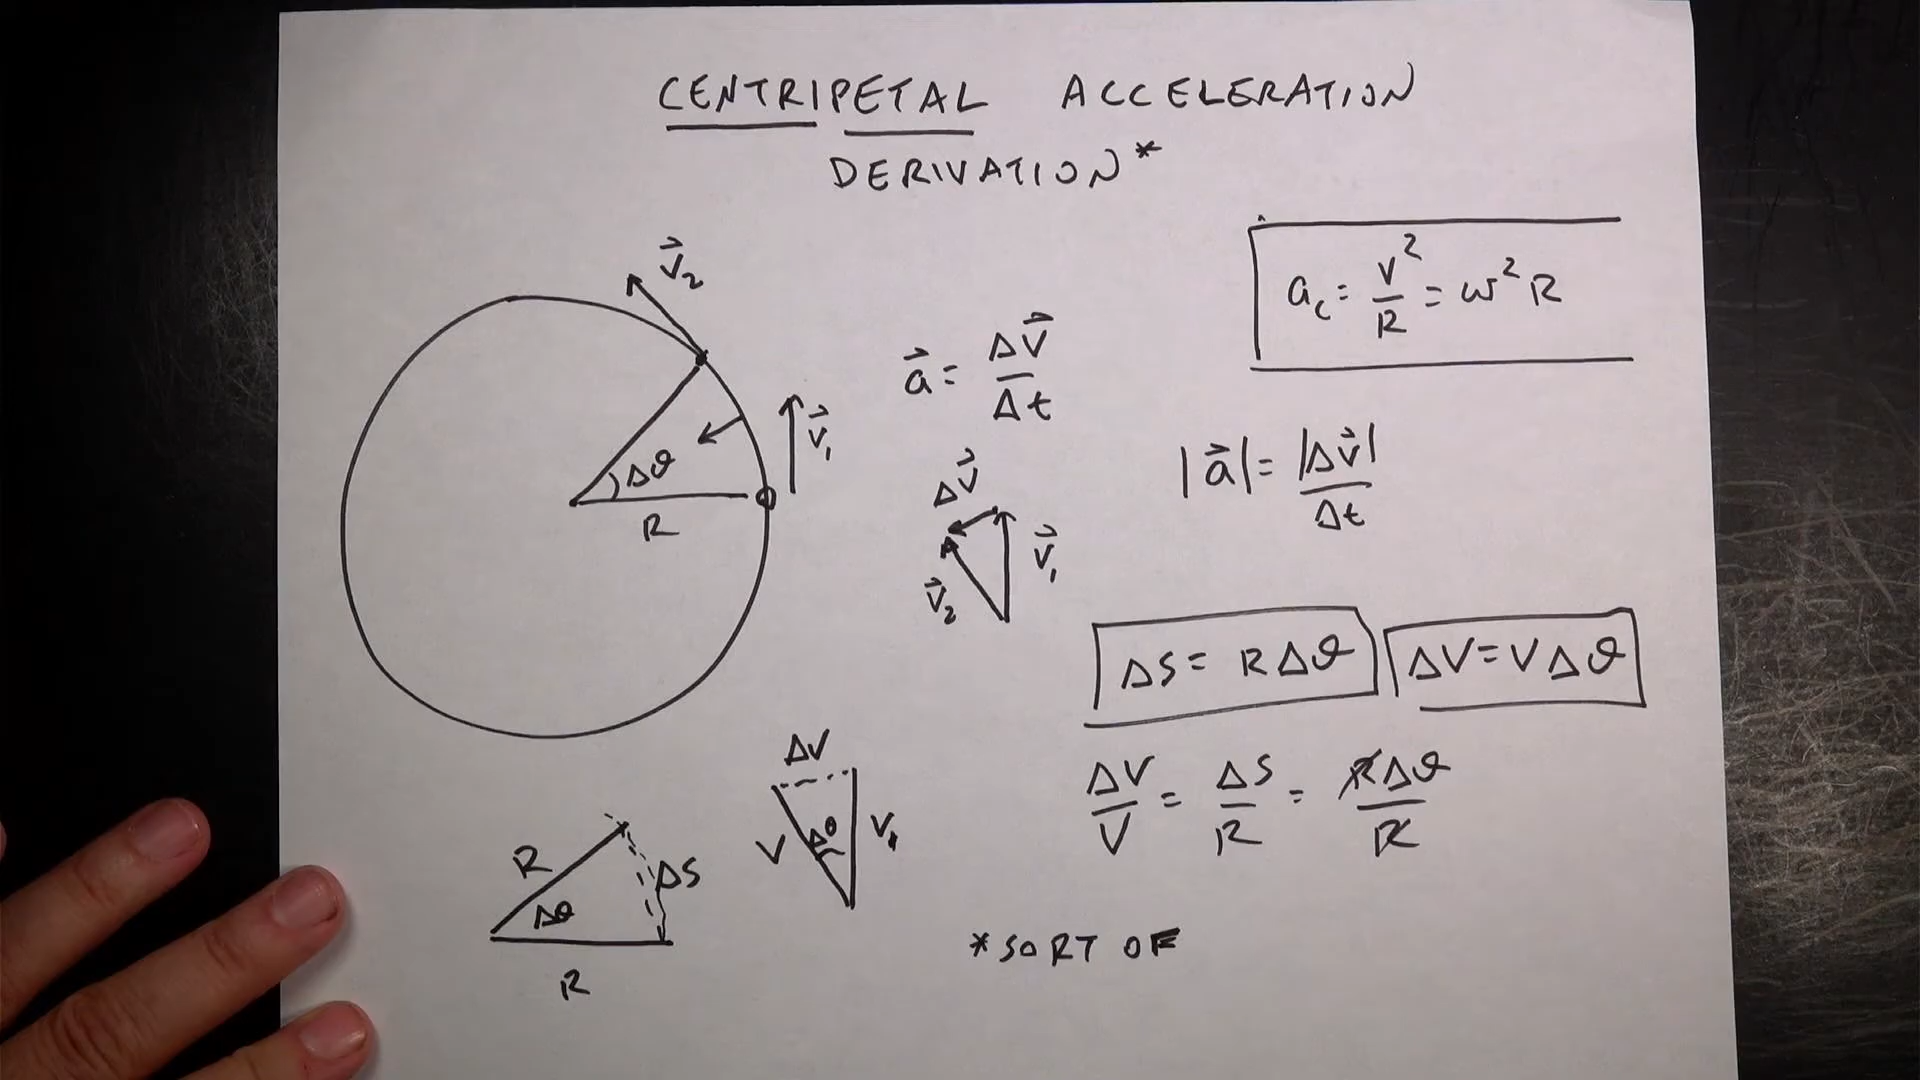 CENTRIPETAL ACCELERATION
DERIVATION*
a_c = v²/R = ω²R
v⃗₂
v⃗₁
Δθ
R
a⃗ = Δv⃗/Δt
|a⃗| = |Δv⃗|/Δt
Δv⃗
v⃗₁
v⃗₂
ΔS = RΔθ
ΔV = VΔθ
ΔV/V = ΔS/R = RΔθ/R
ΔV
V
Δθ
V₁
R
ΔS
Δθ
R
*SORT OF